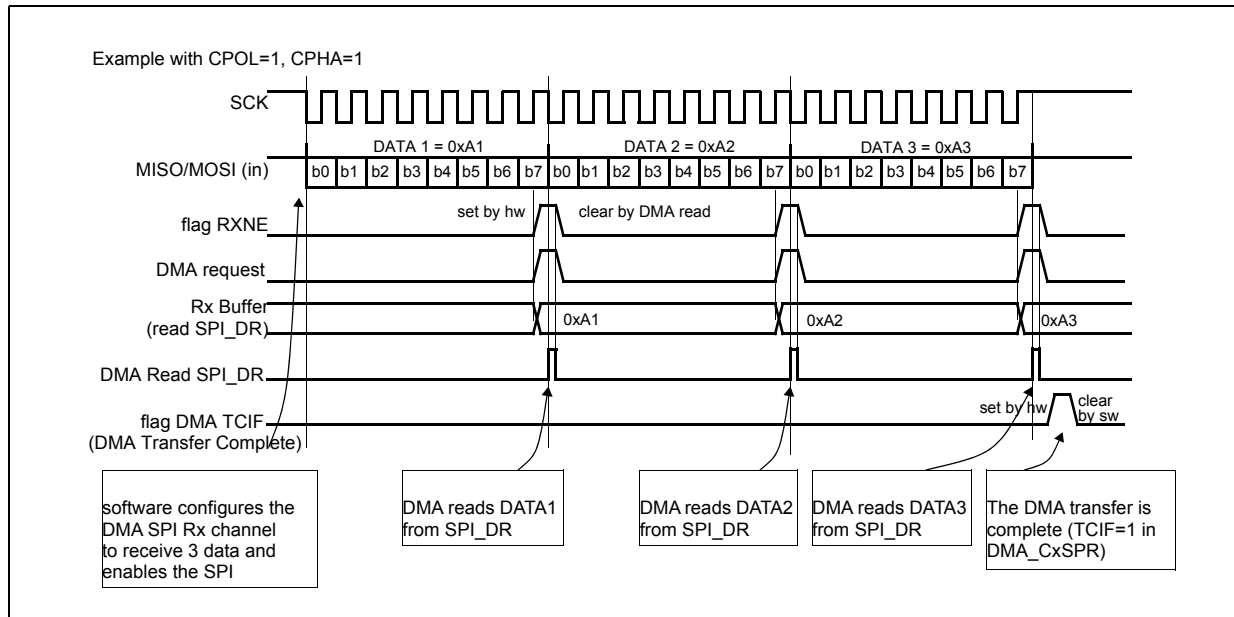 Example with CPOL=1, CPHA=1
SCK
DATA 1 = 0xA1
DATA 2 = 0xA2
DATA 3 = 0xA3
MISO/MOSI (in)
b0 b1 b2 b3 b4 b5 b6 b7 b0 b1 b2 b3 b4 b5 b6 b7 b0 b1 b2 b3 b4 b5 b6 b7
set by hw
clear by DMA read
flag RXNE
DMA request
Rx Buffer
(read SPI_DR)
0xA1
0xA2
0xA3
DMA Read SPI_DR
flag DMA TCIF
(DMA Transfer Complete)
set by hw
clear
by sw
software configures the
DMA SPI Rx channel
to receive 3 data and
enables the SPI
DMA reads DATA1
from SPI_DR
DMA reads DATA2
from SPI_DR
DMA reads DATA3
from SPI_DR
The DMA transfer is
complete (TCIF=1 in
DMA_CxSPR)